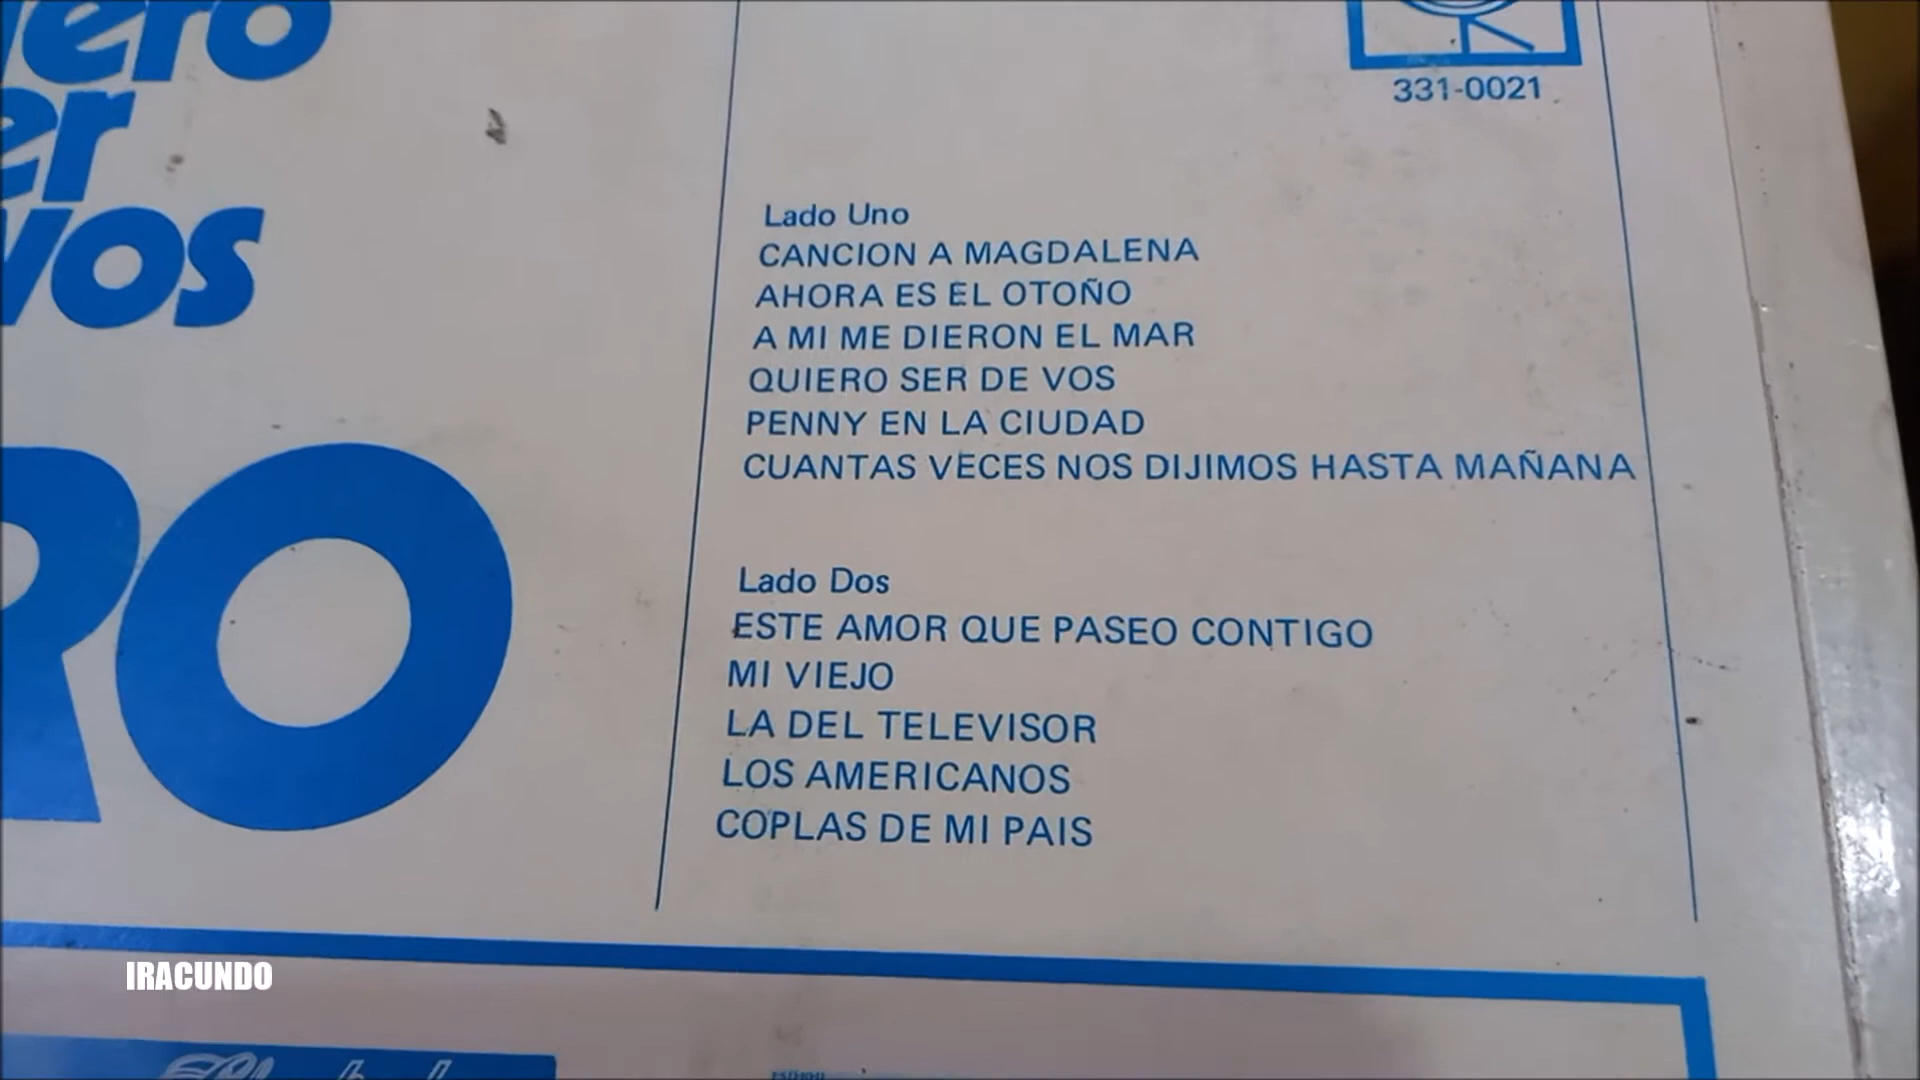 331-0021
Lado Uno
CANCION A MAGDALENA
AHORA ES EL OTOÑO
A MI ME DIERON EL MAR
QUIERO SER DE VOS
PENNY EN LA CIUDAD
CUANTAS VECES NOS DIJIMOS HASTA MAÑANA
Lado Dos
ESTE AMOR QUE PASEO CONTIGO
MI VIEJO
LA DEL TELEVISOR
LOS AMERICANOS
COPLAS DE MI PAIS
vos
IRACUNDO